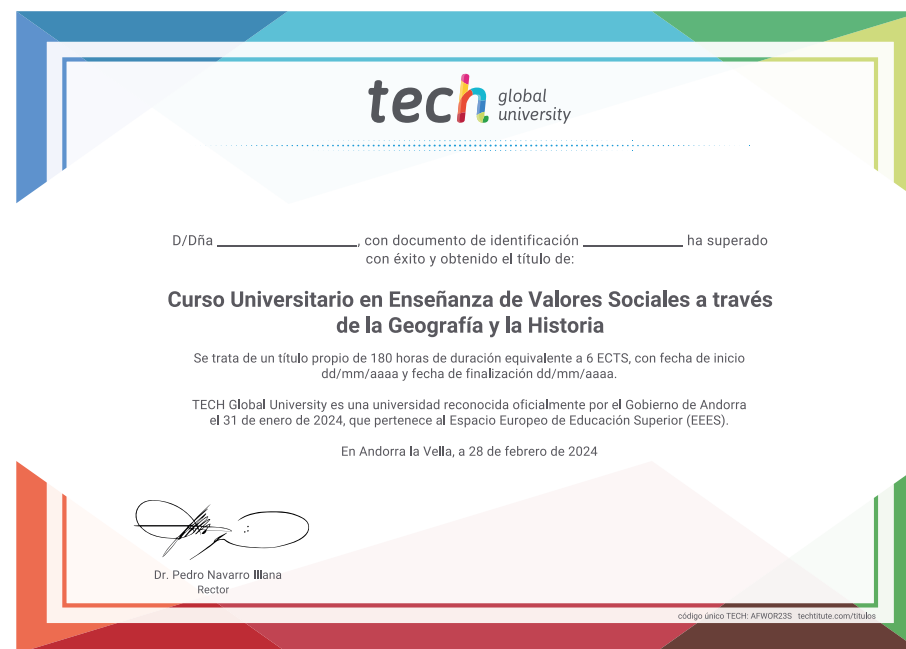 tech global university
D/Dña ____________________, con documento de identificación ______________ ha superado
con éxito y obtenido el título de:
Curso Universitario en Enseñanza de Valores Sociales a través
de la Geografía y la Historia
Se trata de un título propio de 180 horas de duración equivalente a 6 ECTS, con fecha de inicio
dd/mm/aaaa y fecha de finalización dd/mm/aaaa.
TECH Global University es una universidad reconocida oficialmente por el Gobierno de Andorra
el 31 de enero de 2024, que pertenece al Espacio Europeo de Educación Superior (EEES).
En Andorra la Vella, a 28 de febrero de 2024
Dr. Pedro Navarro Illana
Rector
código único TECH: AFWOR23S techtitute.com/titulos